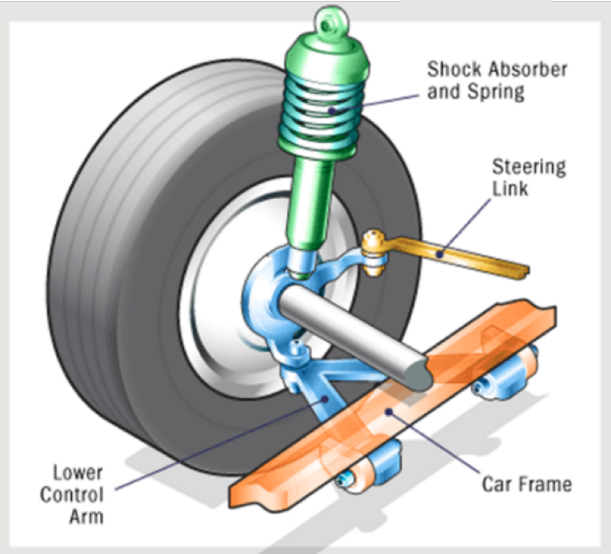 Shock Absorber
and Spring
Steering
Link
Lower
Control
Arm
Car Frame